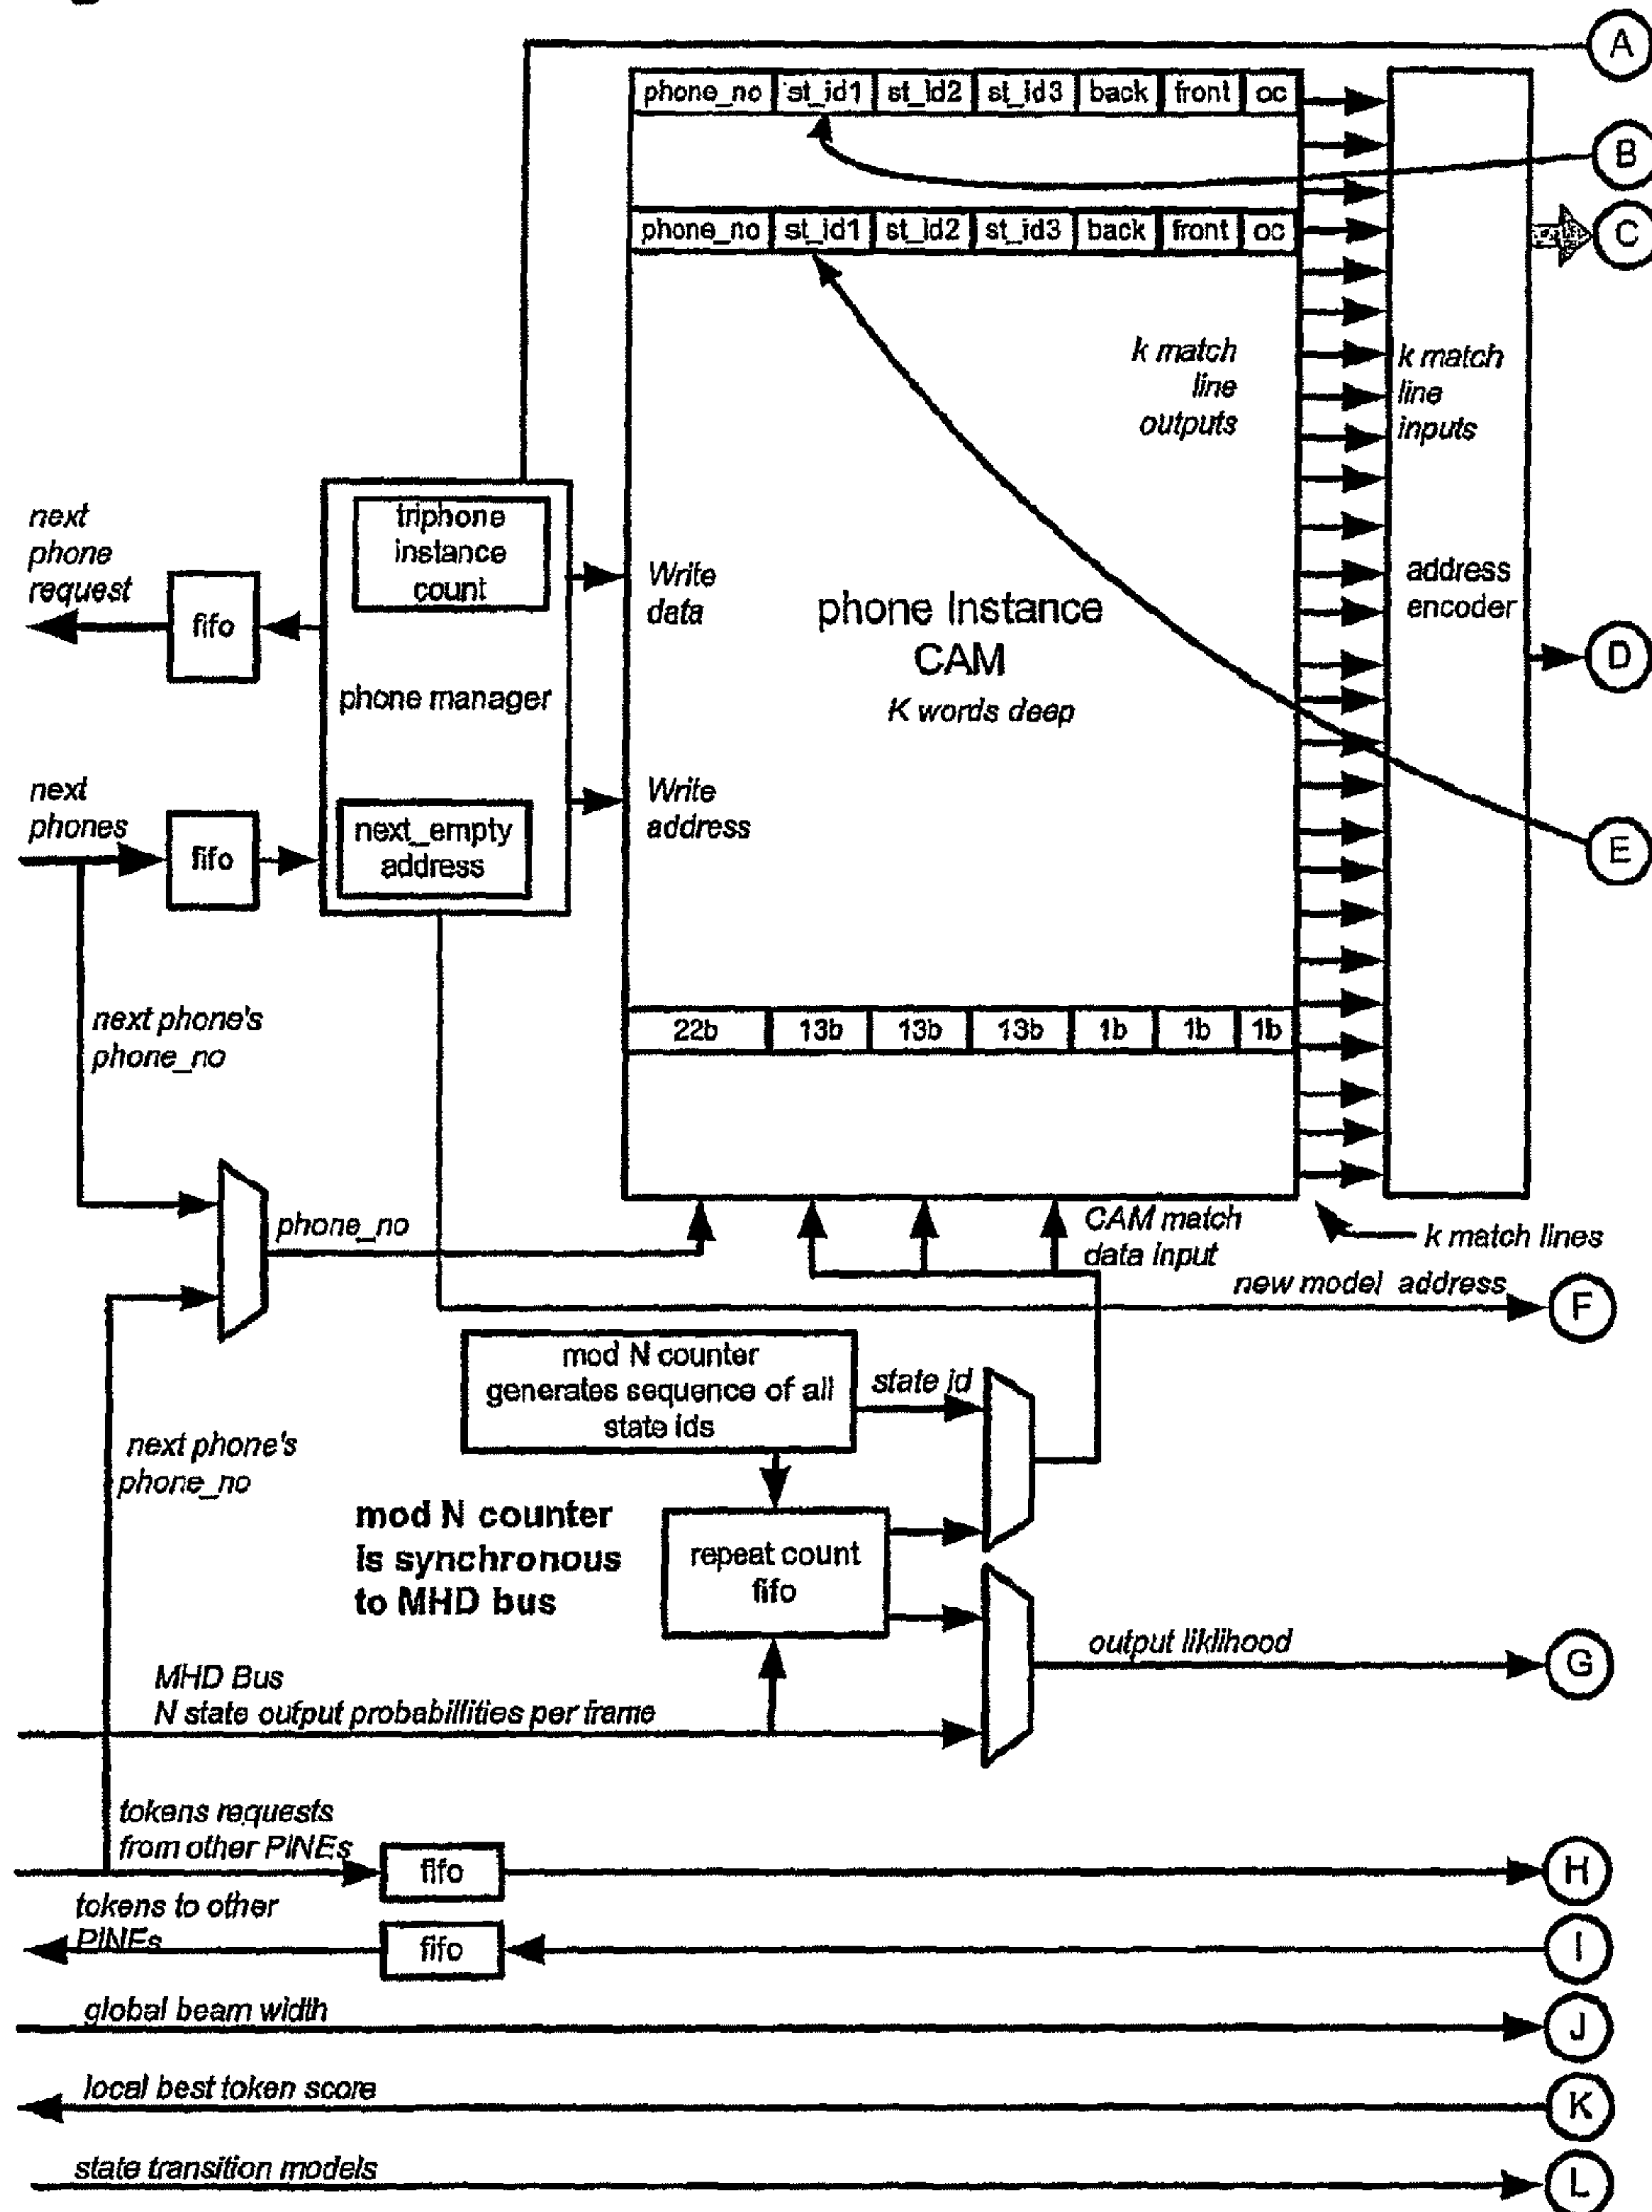 A
phone_no st_id1 st_id2 st_id3 back front oc
B
phone_no st_id1 st_id2 st_id3 back front oc
C
k match
line
outputs
k match
line
inputs
next
phone
request
fifo
triphone
instance
count
phone manager
Write
data
phone Instance
CAM
K words deep
address
encoder
D
next
phones
fifo
next_empty
address
Write
address
E
next phone's
phone_no
22b 13b 13b 13b 1b 1b 1b
phone_no
CAM match
data input
k match lines
new model address
F
mod N counter
generates sequence of all
state ids
state id
next phone's
phone_no
mod N counter
is synchronous
to MHD bus
repeat count
fifo
output liklihood
G
MHD Bus
N state output probabillities per frame
tokens requests
from other PINEs
fifo
H
tokens to other
PINEs
fifo
I
global beam width
J
local best token score
K
state transition models
L